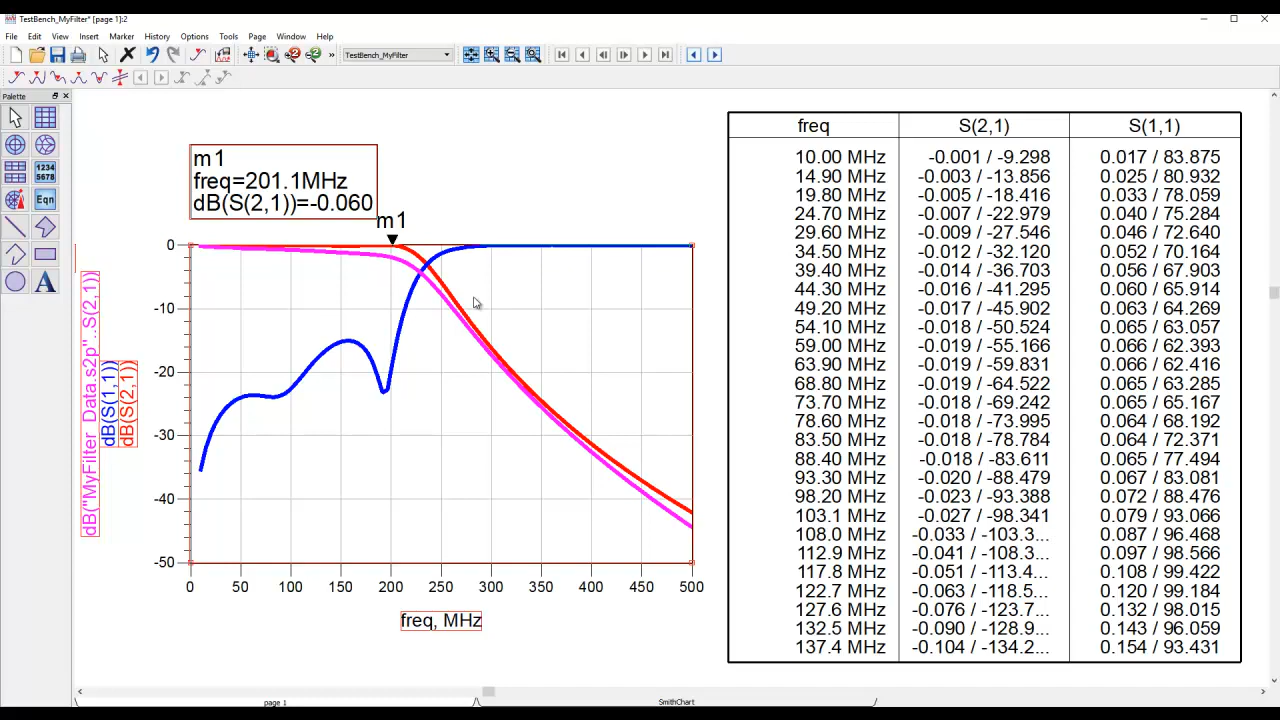 TestBench_MyFilter* [page 1]:2
File Edit View Insert Marker History Options Tools Page Window Help
TestBench_MyFilter
Palette
1234
5678
Eqn
A
m1
freq=201.1MHz
dB(S(2,1))=-0.060
m1
0
-10
-20
-30
-40
-50
0 50 100 150 200 250 300 350 400 450 500
freq, MHz
dB("MyFilter_Data.s2p"..S(2,1))
dB(S(1,1))
dB(S(2,1))
freq S(2,1) S(1,1)
10.00 MHz -0.001 / -9.298 0.017 / 83.875
14.90 MHz -0.003 / -13.856 0.025 / 80.932
19.80 MHz -0.005 / -18.416 0.033 / 78.059
24.70 MHz -0.007 / -22.979 0.040 / 75.284
29.60 MHz -0.009 / -27.546 0.046 / 72.640
34.50 MHz -0.012 / -32.120 0.052 / 70.164
39.40 MHz -0.014 / -36.703 0.056 / 67.903
44.30 MHz -0.016 / -41.295 0.060 / 65.914
49.20 MHz -0.017 / -45.902 0.063 / 64.269
54.10 MHz -0.018 / -50.524 0.065 / 63.057
59.00 MHz -0.019 / -55.166 0.066 / 62.393
63.90 MHz -0.019 / -59.831 0.066 / 62.416
68.80 MHz -0.019 / -64.522 0.065 / 63.285
73.70 MHz -0.018 / -69.242 0.065 / 65.167
78.60 MHz -0.018 / -73.995 0.064 / 68.192
83.50 MHz -0.018 / -78.784 0.064 / 72.371
88.40 MHz -0.018 / -83.611 0.065 / 77.494
93.30 MHz -0.020 / -88.479 0.067 / 83.081
98.20 MHz -0.023 / -93.388 0.072 / 88.476
103.1 MHz -0.027 / -98.341 0.079 / 93.066
108.0 MHz -0.033 / -103.3... 0.087 / 96.468
112.9 MHz -0.041 / -108.3... 0.097 / 98.566
117.8 MHz -0.051 / -113.4... 0.108 / 99.422
122.7 MHz -0.063 / -118.5... 0.120 / 99.184
127.6 MHz -0.076 / -123.7... 0.132 / 98.015
132.5 MHz -0.090 / -128.9... 0.143 / 96.059
137.4 MHz -0.104 / -134.2... 0.154 / 93.431
page 1
SmithChart